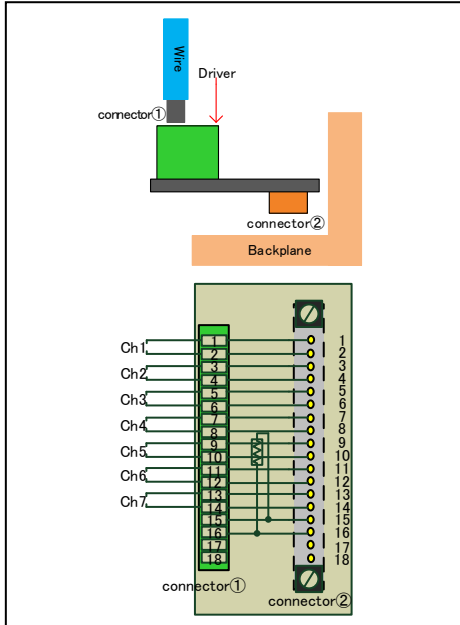 Wire
Driver
connector①
connector②
Backplane
Ch1
Ch2
Ch3
Ch4
Ch5
Ch6
Ch7
1 1
2 2
3 3
4 4
5 5
6 6
7 7
8 8
9 9
10 10
11 11
12 12
13 13
14 14
15 15
16 16
17 17
18 18
connector①
connector②